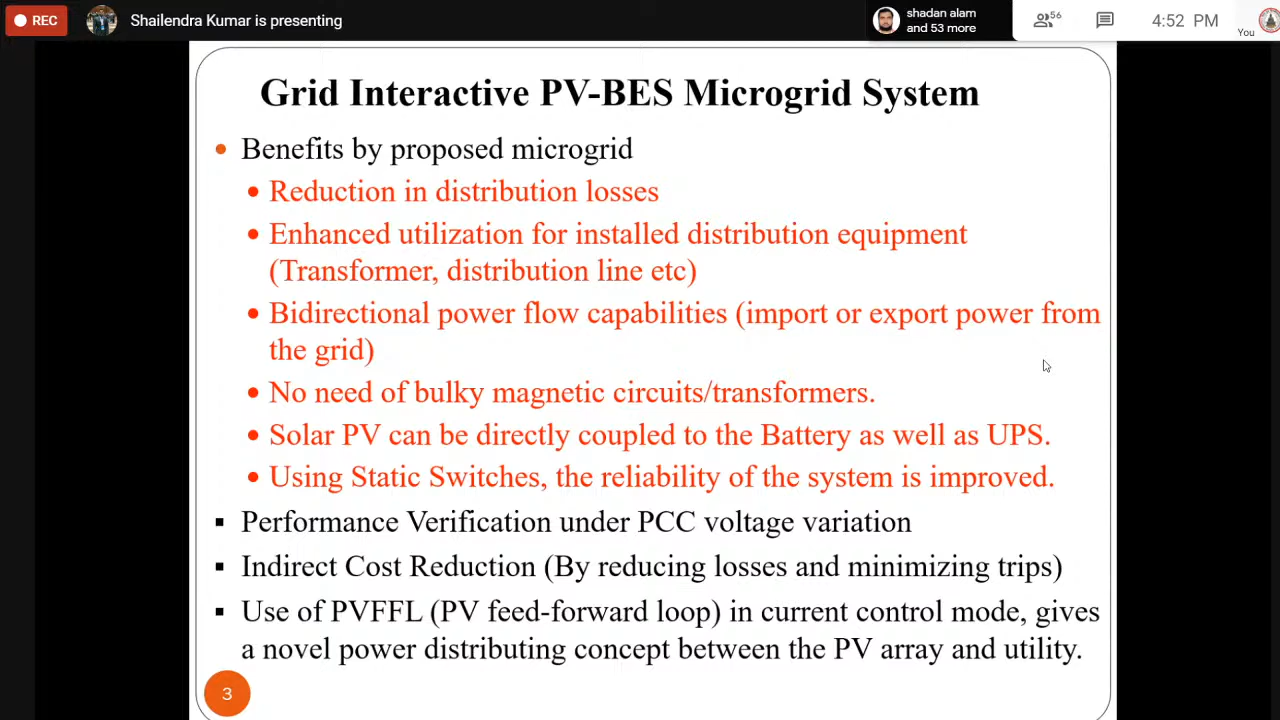 REC
Shailendra Kumar is presenting
shadan alam
and 53 more
56
4:52 PM
You
Grid Interactive PV-BES Microgrid System
• Benefits by proposed microgrid
• Reduction in distribution losses
• Enhanced utilization for installed distribution equipment
(Transformer, distribution line etc)
• Bidirectional power flow capabilities (import or export power from
the grid)
• No need of bulky magnetic circuits/transformers.
• Solar PV can be directly coupled to the Battery as well as UPS.
• Using Static Switches, the reliability of the system is improved.
▪ Performance Verification under PCC voltage variation
▪ Indirect Cost Reduction (By reducing losses and minimizing trips)
▪ Use of PVFFL (PV feed-forward loop) in current control mode, gives
a novel power distributing concept between the PV array and utility.
3